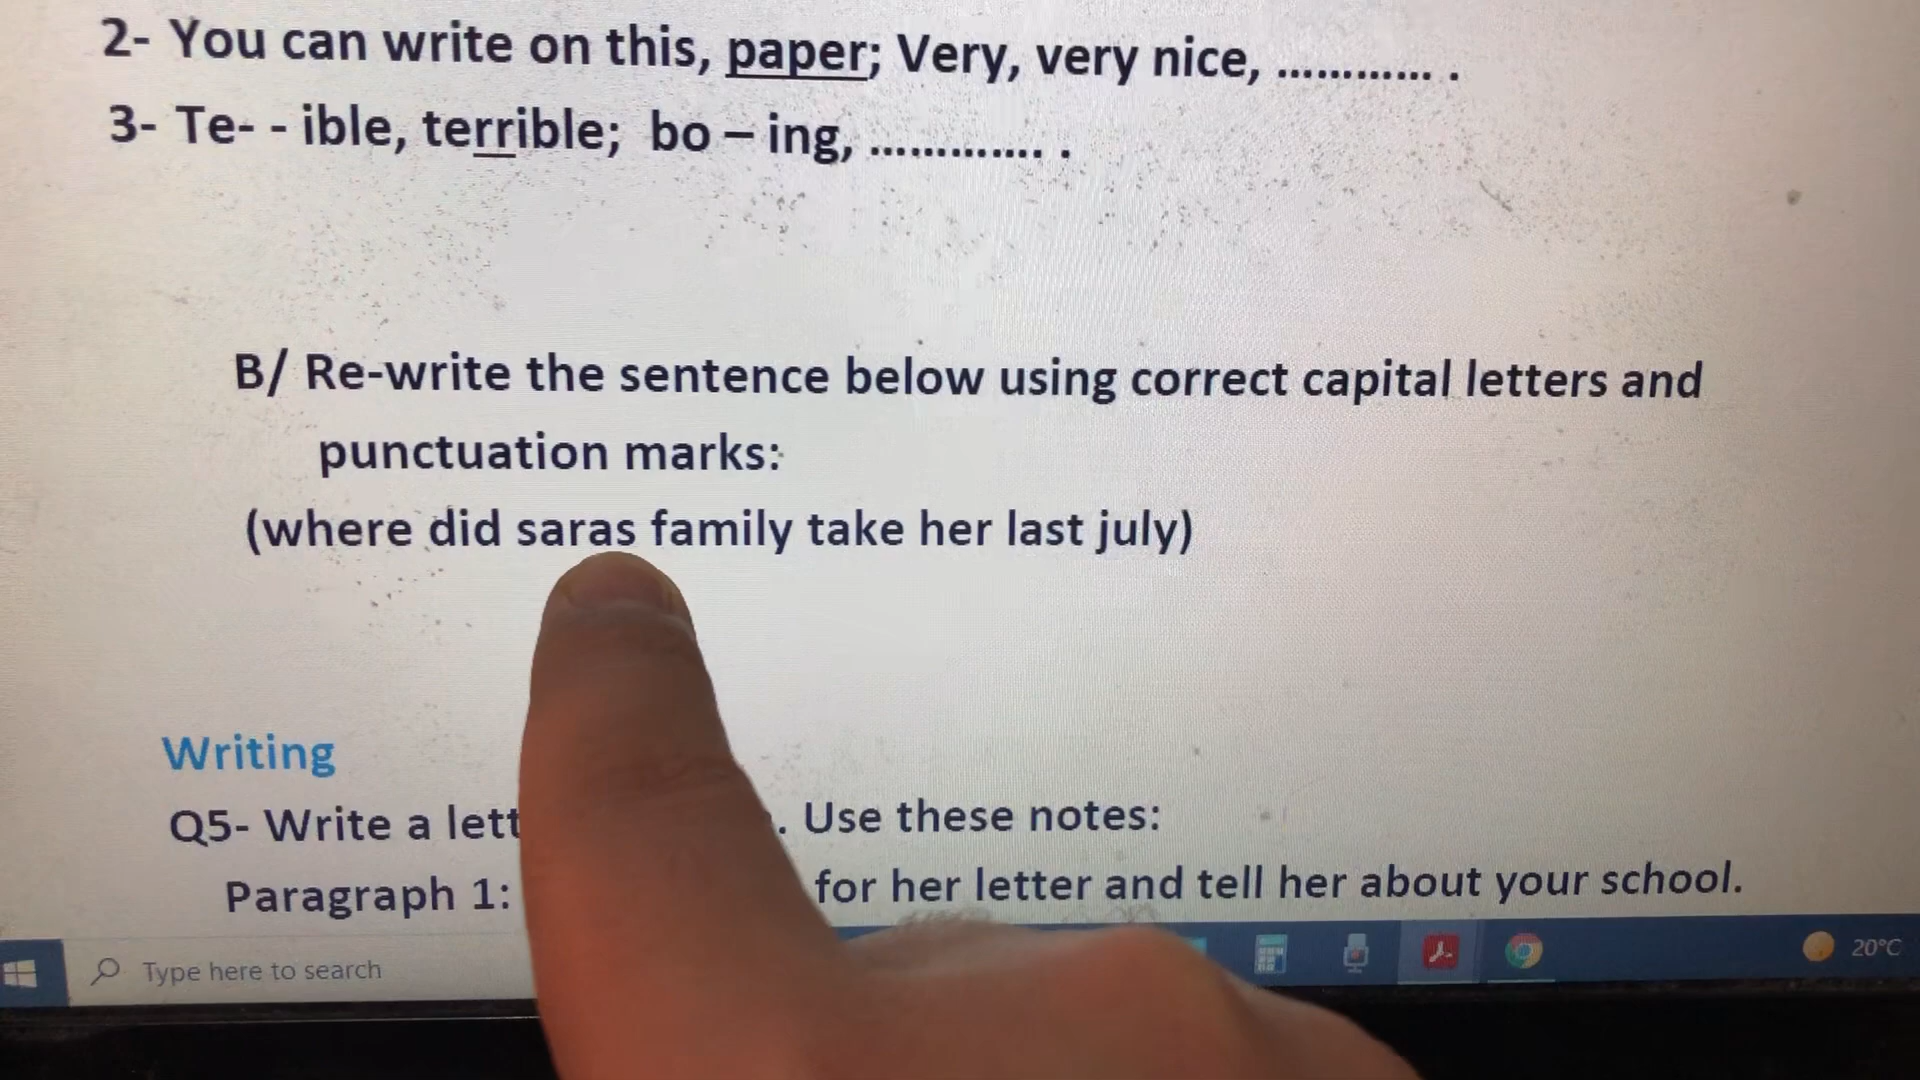 2- You can write on this, paper; Very, very nice, ............. .
3- Te- - ible, terrible; bo – ing, ............. .
B/ Re-write the sentence below using correct capital letters and
punctuation marks:
(where did saras family take her last july)
Writing
Q5- Write a . Use these notes:
Paragraph 1: for her letter and tell her about your school.
Type here to search
20°C